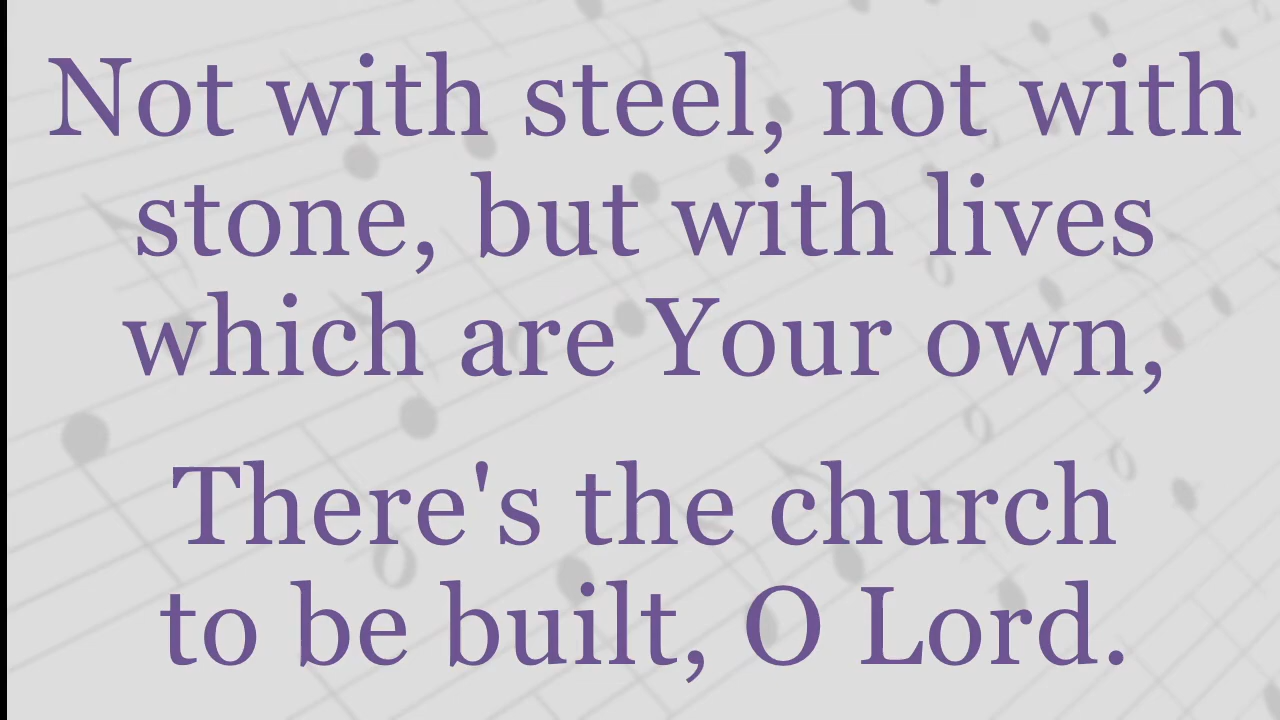 Not with steel, not with
stone, but with lives
which are Your own,
There's the church
to be built, O Lord.